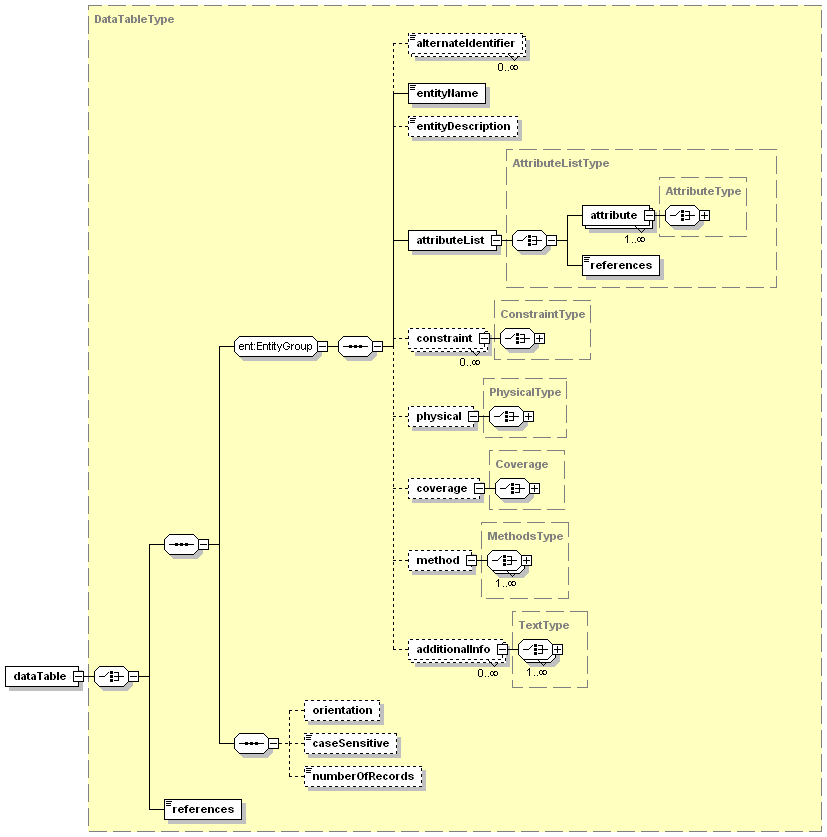 DataTableType
alternateIdentifier
0..∞
entityName
entityDescription
AttributeListType
AttributeType
attribute
1..∞
attributeList
references
ConstraintType
constraint
0..∞
ent:EntityGroup
PhysicalType
physical
Coverage
coverage
MethodsType
method
1..∞
TextType
additionalInfo
0..∞
1..∞
dataTable
orientation
caseSensitive
numberOfRecords
references